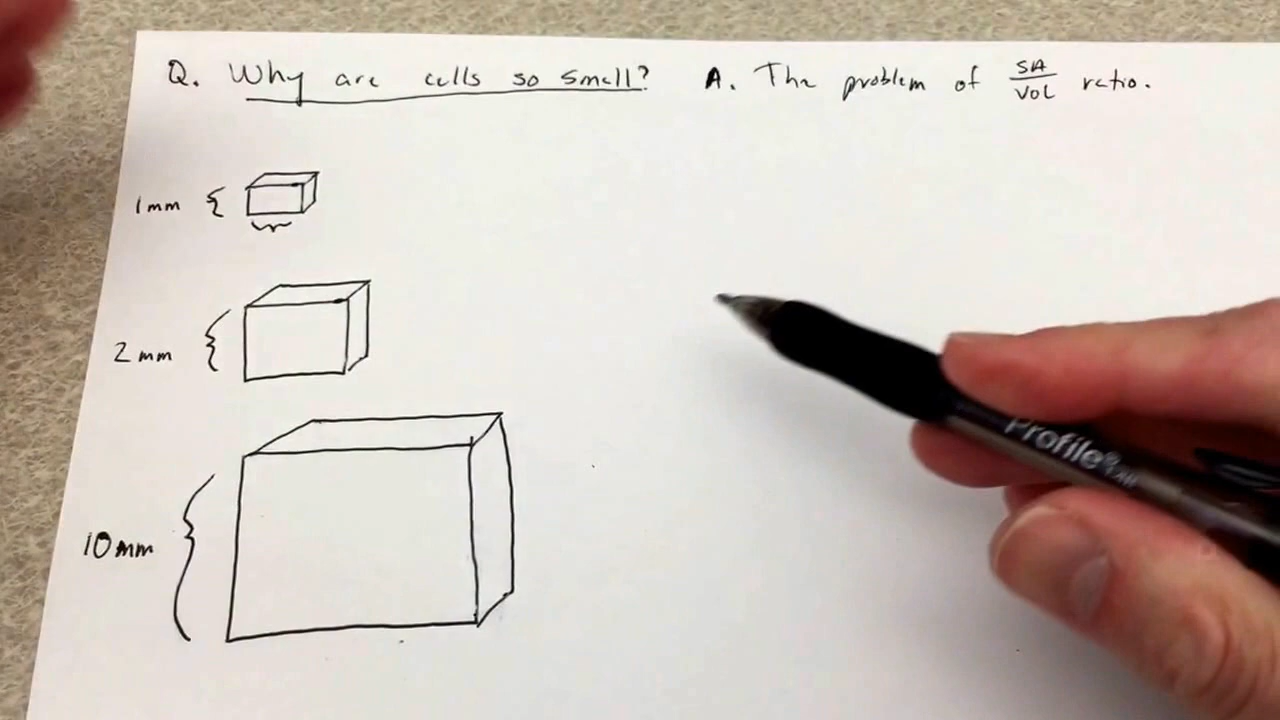 Q. Why are cells so small? A. The problem of SA/VOL ratio.
1mm
2mm
10mm
Profile